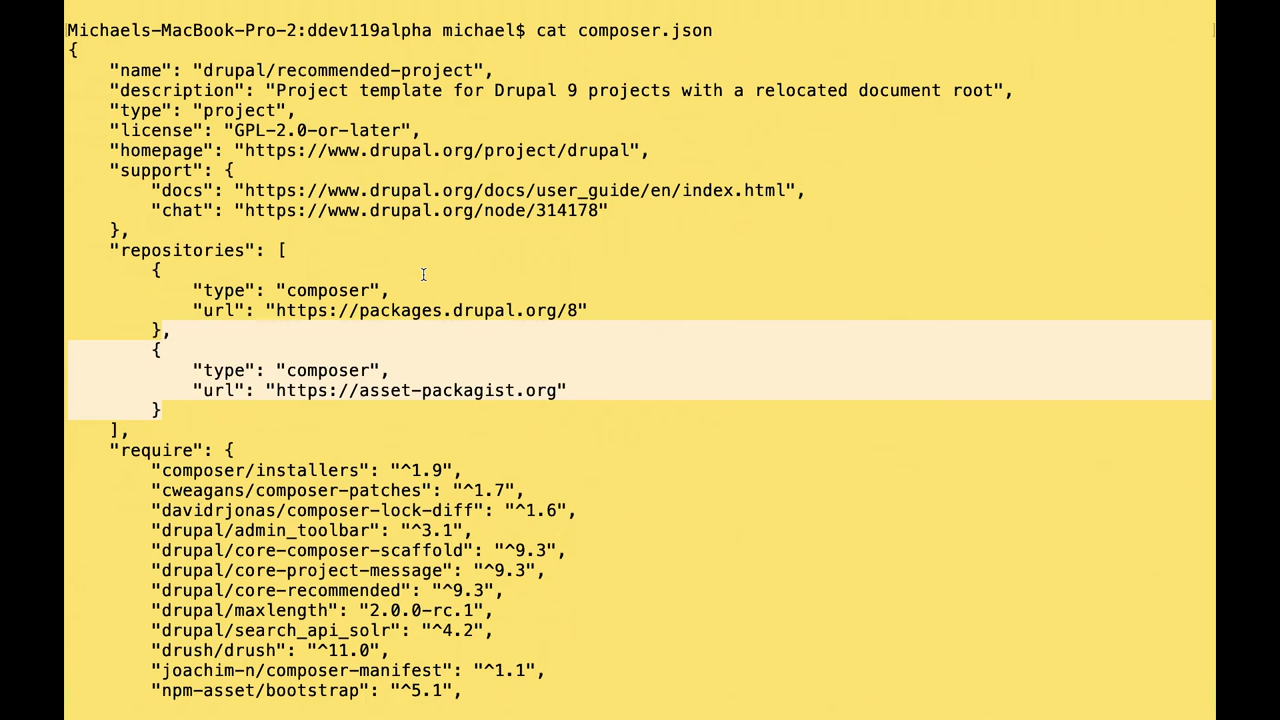 Michaels-MacBook-Pro-2:ddev119alpha michael$ cat composer.json
{
    "name": "drupal/recommended-project",
    "description": "Project template for Drupal 9 projects with a relocated document root",
    "type": "project",
    "license": "GPL-2.0-or-later",
    "homepage": "https://www.drupal.org/project/drupal",
    "support": {
        "docs": "https://www.drupal.org/docs/user_guide/en/index.html",
        "chat": "https://www.drupal.org/node/314178"
    },
    "repositories": [
        {
            "type": "composer",
            "url": "https://packages.drupal.org/8"
        },
        {
            "type": "composer",
            "url": "https://asset-packagist.org"
        }
    ],
    "require": {
        "composer/installers": "^1.9",
        "cweagans/composer-patches": "^1.7",
        "davidrjonas/composer-lock-diff": "^1.6",
        "drupal/admin_toolbar": "^3.1",
        "drupal/core-composer-scaffold": "^9.3",
        "drupal/core-project-message": "^9.3",
        "drupal/core-recommended": "^9.3",
        "drupal/maxlength": "2.0.0-rc.1",
        "drupal/search_api_solr": "^4.2",
        "drush/drush": "^11.0",
        "joachim-n/composer-manifest": "^1.1",
        "npm-asset/bootstrap": "^5.1",